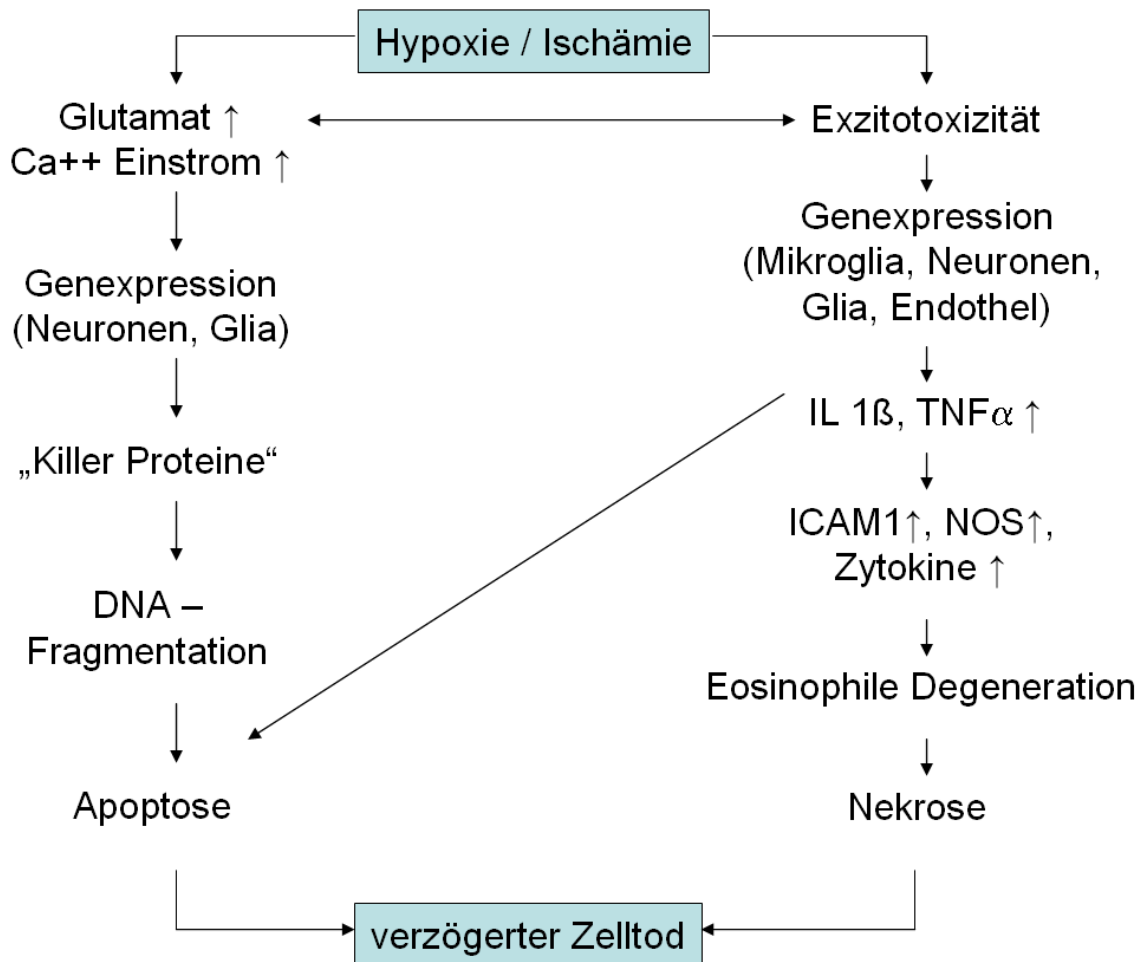 Hypoxie / Ischämie
Glutamat ↑
Ca++ Einstrom ↑
Genexpression
(Neuronen, Glia)
„Killer Proteine“
DNA –
Fragmentation
Apoptose
Exzitotoxizität
Genexpression
(Mikroglia, Neuronen,
Glia, Endothel)
IL 1ß, TNFα ↑
ICAM1↑, NOS↑,
Zytokine ↑
Eosinophile Degeneration
Nekrose
verzögerter Zelltod